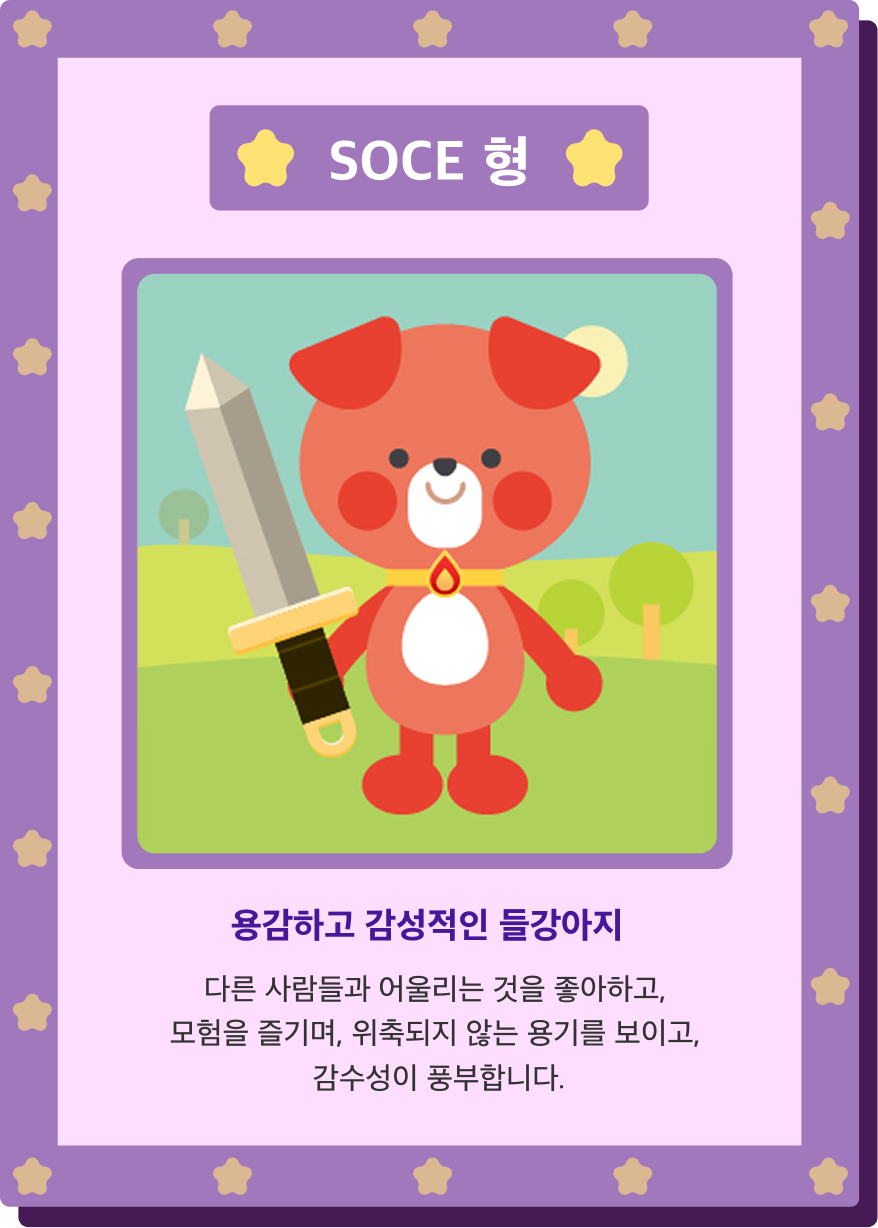 SOCE 형
용감하고 감성적인 들강아지
다른 사람들과 어울리는 것을 좋아하고,
모험을 즐기며, 위축되지 않는 용기를 보이고,
감수성이 풍부합니다.